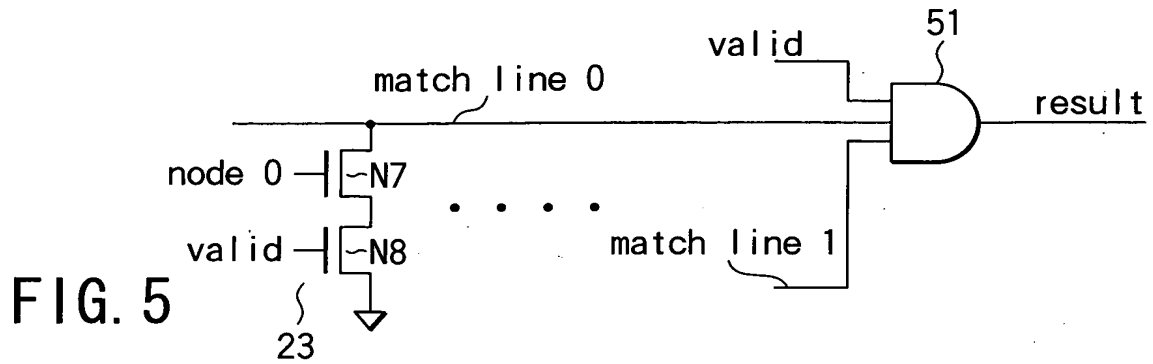 51
valid
match line 0
result
node 0
N7
match line 1
valid
N8
23
FIG. 5